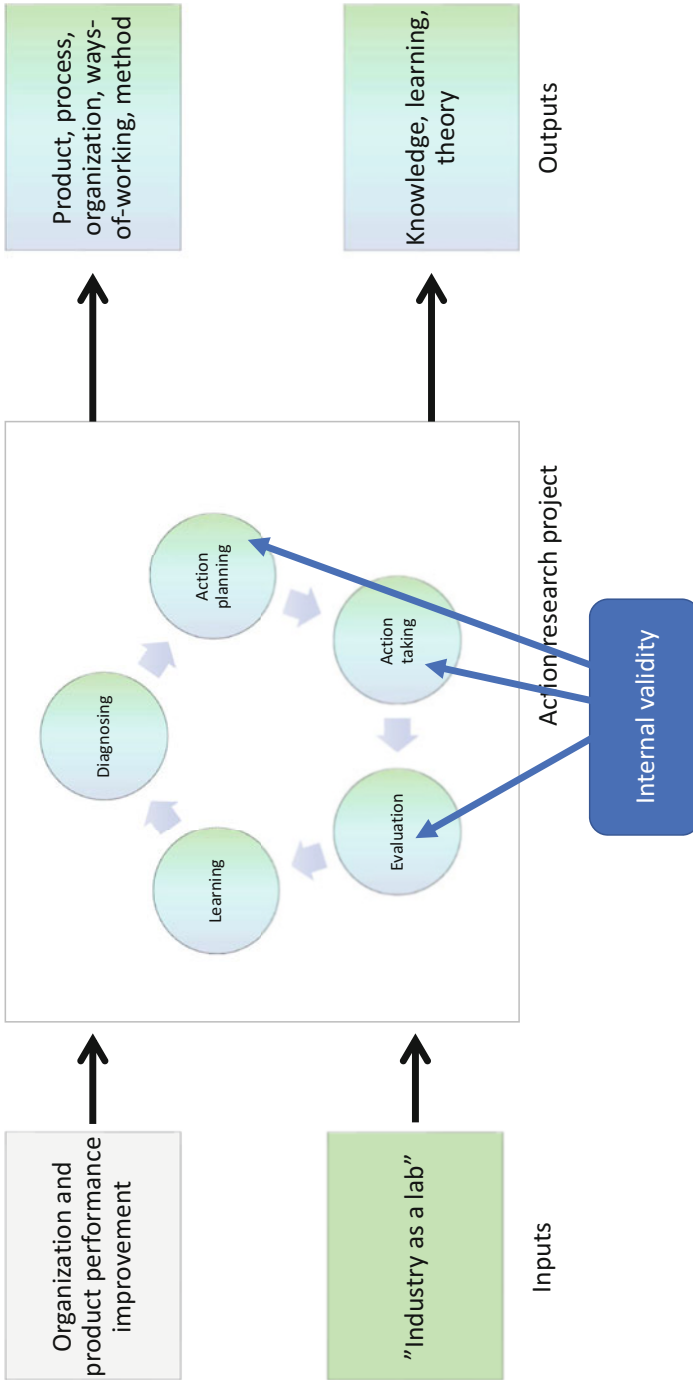 Organization and
product performance
improvement
”Industry as a lab”
Inputs
Diagnosing
Action
planning
Action
taking
Evaluation
Learning
Action research project
Internal validity
Product, process,
organization, ways-
of-working, method
Knowledge, learning,
theory
Outputs